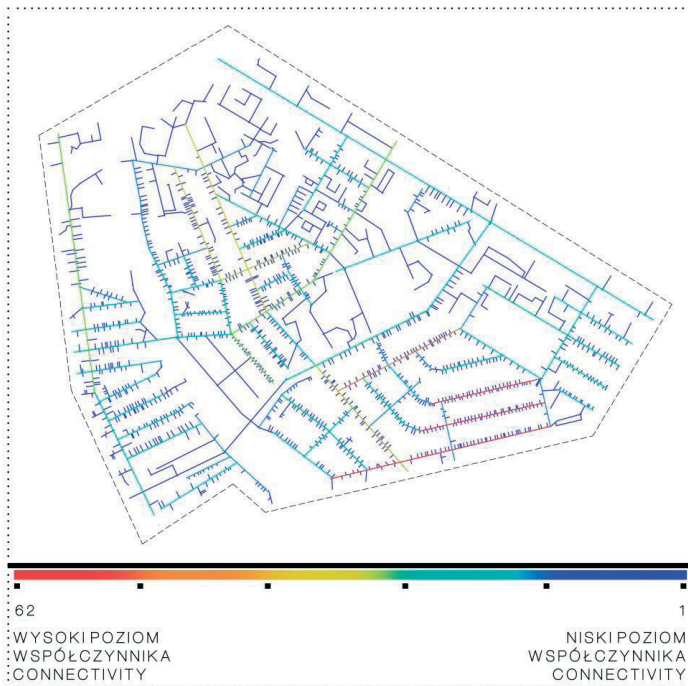 62
1
WYSOKI POZIOM
WSPÓŁCZYNNIKA
CONNECTIVITY
NISKI POZIOM
WSPÓŁCZYNNIKA
CONNECTIVITY